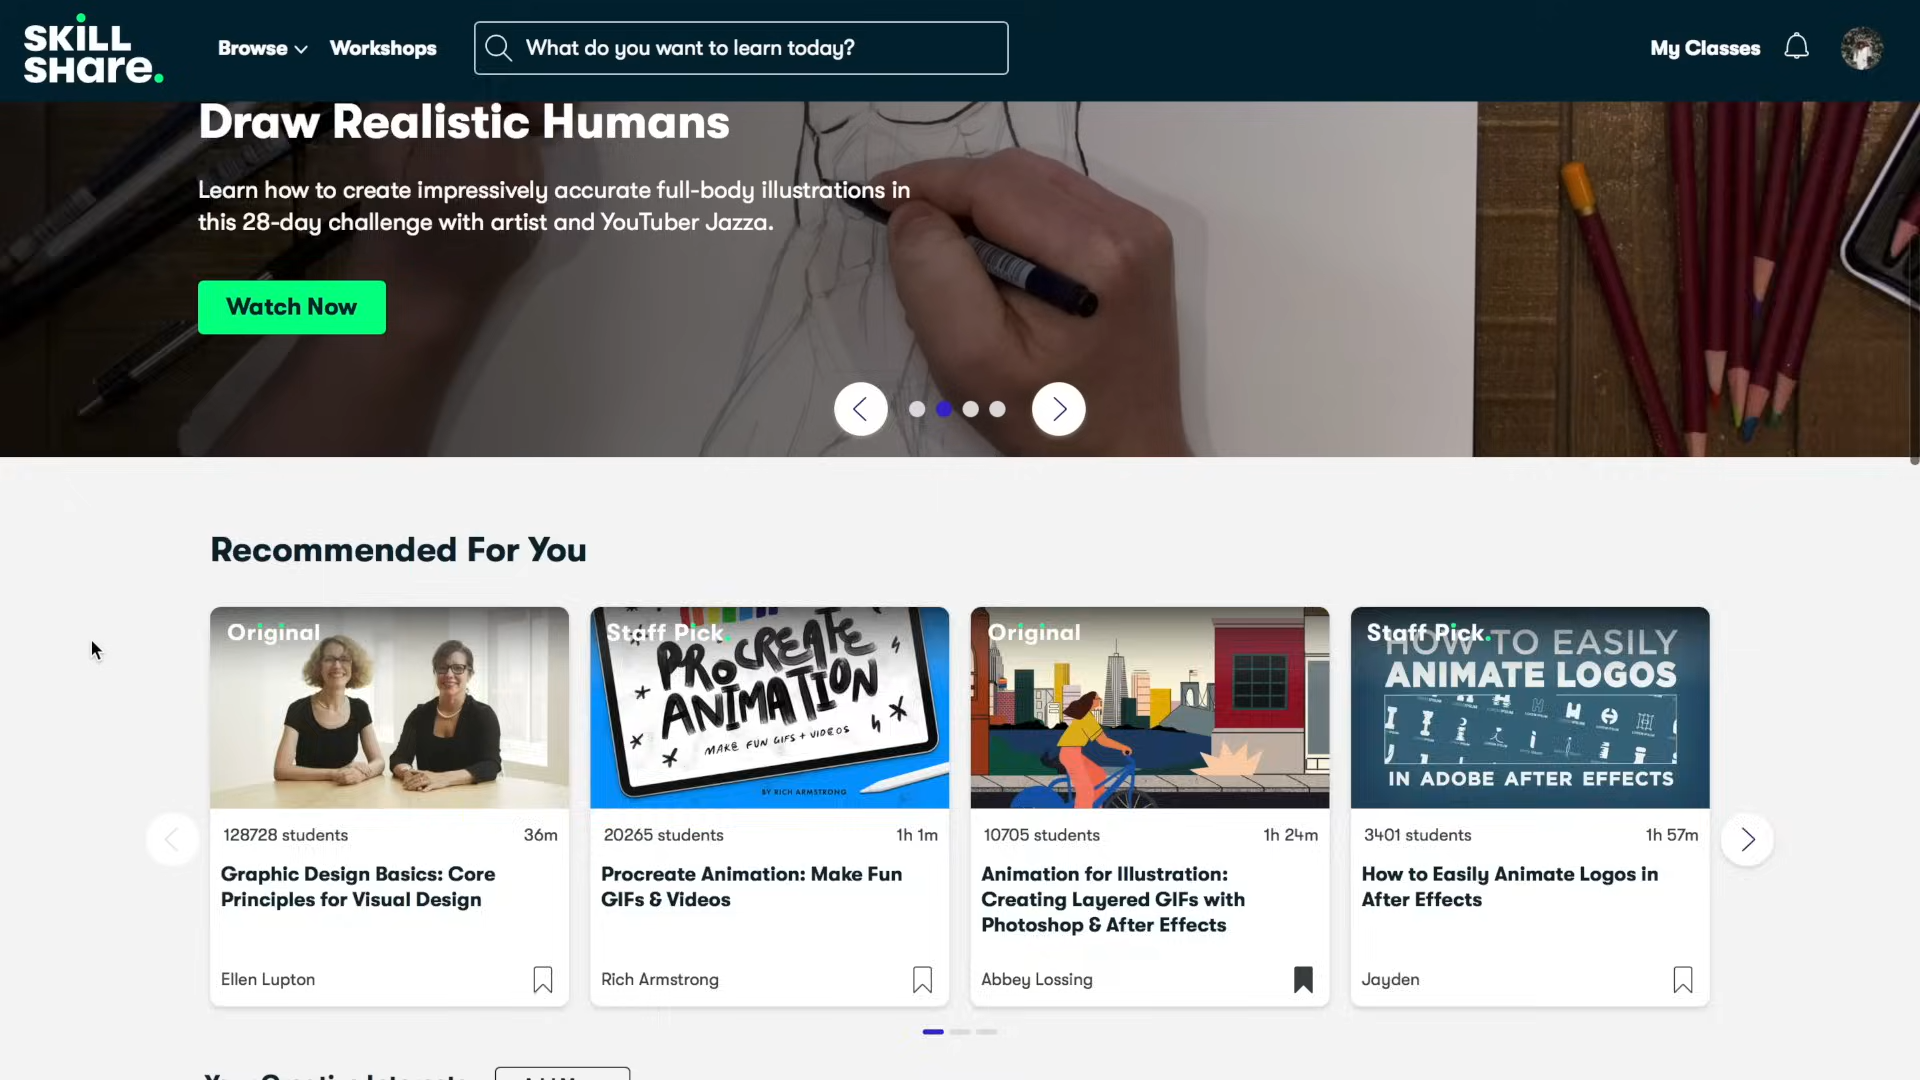 SKILL
SHare.
Browse
Workshops
What do you want to learn today?
My Classes
Draw Realistic Humans
Learn how to create impressively accurate full-body illustrations in
this 28-day challenge with artist and YouTuber Jazza.
Watch Now
Recommended For You
Original
PROCREATE
ANIMATION
MAKE FUN GIFS + VIDEOS
BY RICH ARMSTRONG
Staff Pick.
Original
Staff Pick.
HOW TO EASILY
ANIMATE LOGOS
IN ADOBE AFTER EFFECTS
128728 students
36m
Graphic Design Basics: Core
Principles for Visual Design
Ellen Lupton
20265 students
1h 1m
Procreate Animation: Make Fun
GIFs & Videos
Rich Armstrong
10705 students
1h 24m
Animation for Illustration:
Creating Layered GIFs with
Photoshop & After Effects
Abbey Lossing
3401 students
1h 57m
How to Easily Animate Logos in
After Effects
Jayden